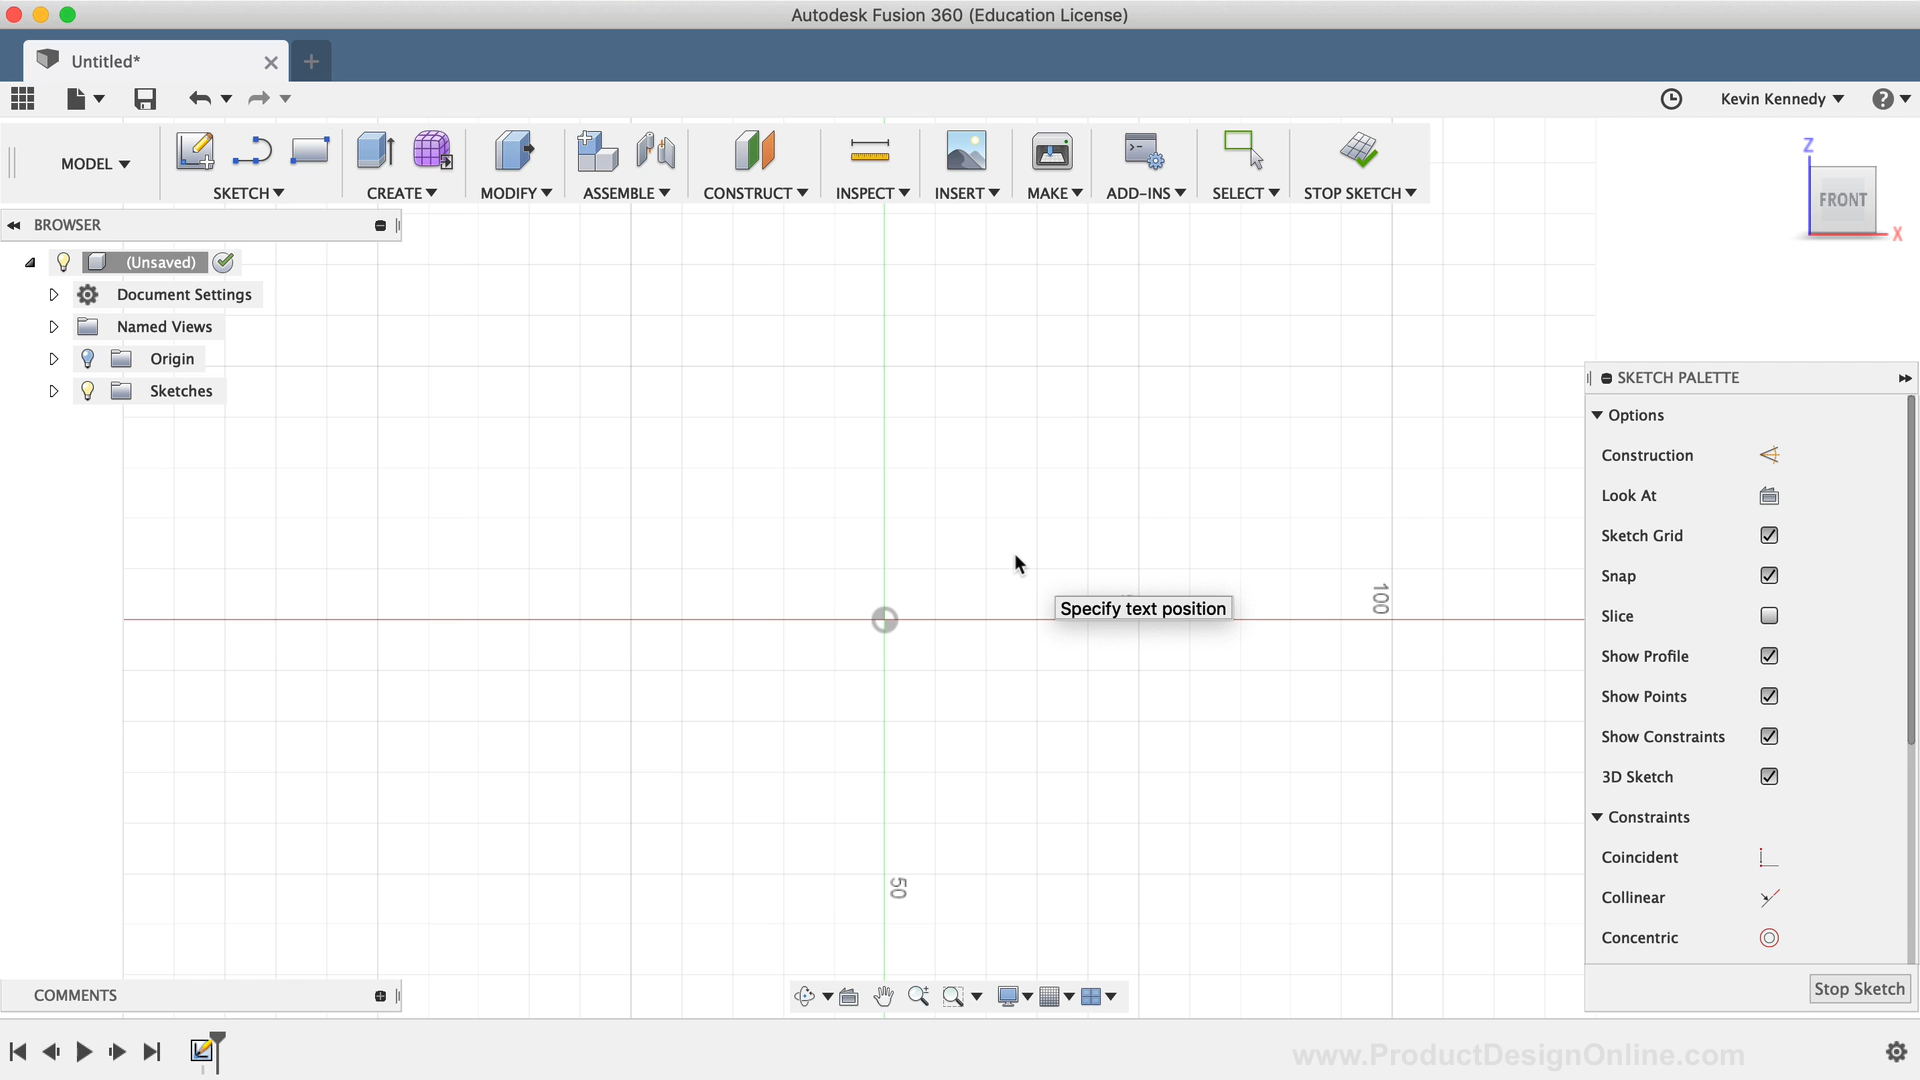 Autodesk Fusion 360 (Education License)
Untitled*
Kevin Kennedy
MODEL
SKETCH
CREATE
MODIFY
ASSEMBLE
CONSTRUCT
INSPECT
INSERT
MAKE
ADD-INS
SELECT
STOP SKETCH
Z
FRONT
X
BROWSER
(Unsaved)
Document Settings
Named Views
Origin
Sketches
SKETCH PALETTE
Options
Construction
Look At
Sketch Grid
Snap
Slice
Show Profile
Show Points
Show Constraints
3D Sketch
Constraints
Coincident
Collinear
Concentric
Stop Sketch
100
Specify text position
50
COMMENTS
www.ProductDesignOnline.com